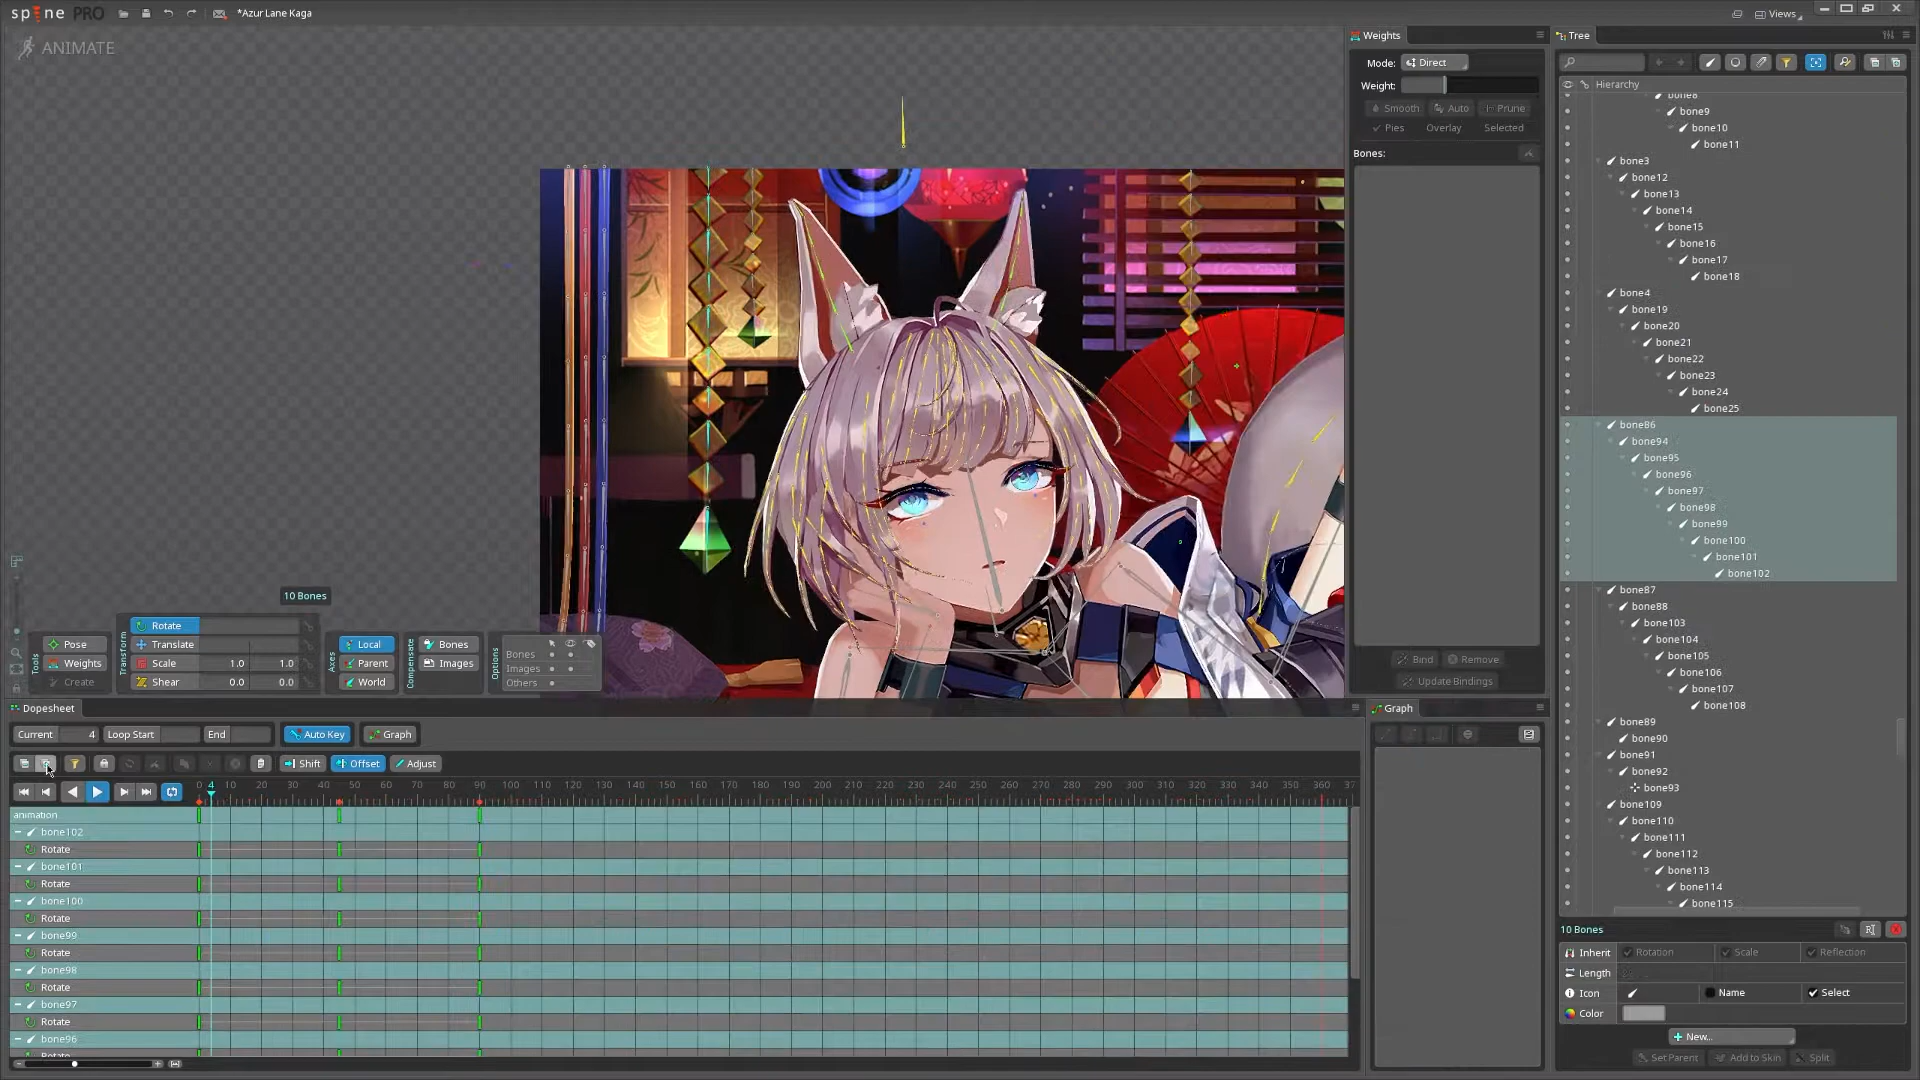 spine PRO
*Azur Lane Kaga
Views
ANIMATE
Weights
Mode: Direct
Weight:
Smooth Auto Prune
Pies Overlay Selected
Bones:
Bind Remove
Update Bindings
Tree
Hierarchy
bone8
bone9
bone10
bone11
bone3
bone12
bone13
bone14
bone15
bone16
bone17
bone18
bone4
bone19
bone20
bone21
bone22
bone23
bone24
bone25
bone86
bone94
bone95
bone96
bone97
bone98
bone99
bone100
bone101
bone102
bone87
bone88
bone103
bone104
bone105
bone106
bone107
bone108
bone89
bone90
bone91
bone92
bone93
bone109
bone110
bone111
bone112
bone113
bone114
bone115
10 Bones
Inherit Rotation Scale Reflection
Length
Icon Name Select
Color
New...
Set Parent Add to Skin Split
10 Bones
Tools
Pose
Weights
Create
Transform
Rotate
Translate
Scale 1.0 1.0
Shear 0.0 0.0
Axes
Local
Parent
World
Compensate
Bones
Images
Options
Bones
Images
Others
Dopesheet
Current 4 Loop Start End Auto Key Graph
Shift Offset Adjust
0 4 10 20 30 40 50 60 70 80 90 100 110 120 130 140 150 160 170 180 190 200 210 220 230 240 250 260 270 280 290 300 310 320 330 340 350 360 37
animation
bone102
Rotate
bone101
Rotate
bone100
Rotate
bone99
Rotate
bone98
Rotate
bone97
Rotate
bone96
Rotate
Graph